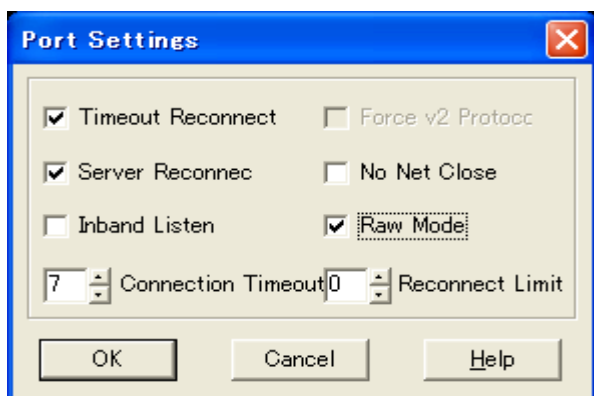 Port Settings
Timeout Reconnect Force v2 Protocc
Server Reconnec No Net Close
Inband Listen Raw Mode
7 Connection Timeout 0 Reconnect Limit
OK Cancel Help